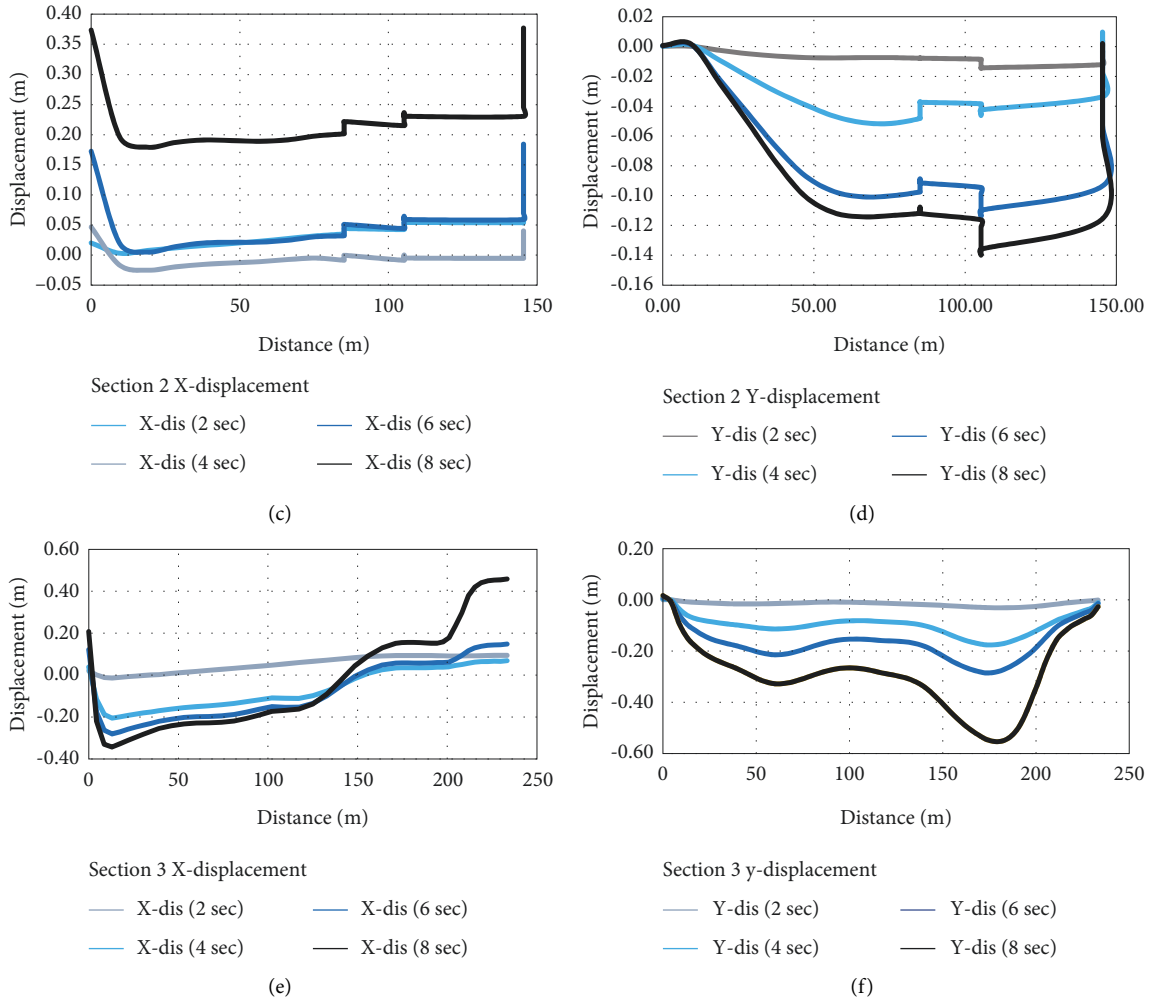 0.40
0.35
0.30
0.25
0.20
0.15
0.10
0.05
0.00
–0.05
Displacement (m)
0 50 100 150
Distance (m)
Section 2 X-displacement
X-dis (2 sec) X-dis (6 sec)
X-dis (4 sec) X-dis (8 sec)
(c)
0.02
0.00
-0.02
-0.04
-0.06
-0.08
-0.10
-0.12
-0.14
-0.16
Displacement (m)
0.00 50.00 100.00 150.00
Distance (m)
Section 2 Y-displacement
Y-dis (2 sec) Y-dis (6 sec)
Y-dis (4 sec) Y-dis (8 sec)
(d)
0.60
0.40
0.20
0.00
-0.20
-0.40
Displacement (m)
0 50 100 150 200 250
Distance (m)
Section 3 X-displacement
X-dis (2 sec) X-dis (6 sec)
X-dis (4 sec) X-dis (8 sec)
(e)
0.20
0.00
-0.20
-0.40
-0.60
Displacement (m)
0 50 100 150 200 250
Distance (m)
Section 3 y-displacement
Y-dis (2 sec) Y-dis (6 sec)
Y-dis (4 sec) Y-dis (8 sec)
(f)